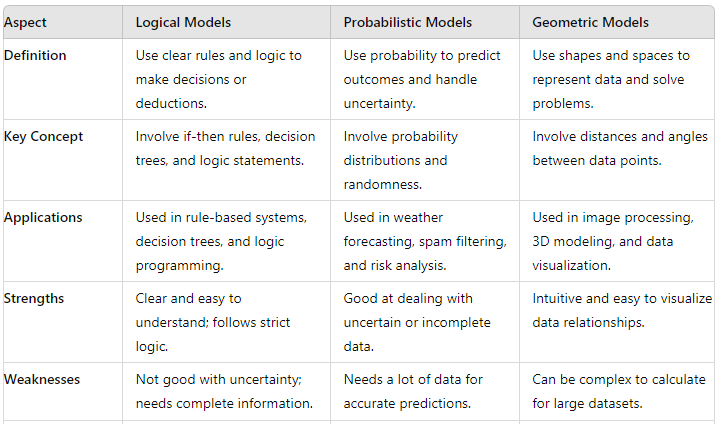 Aspect Logical Models Probabilistic Models Geometric Models
Definition Use clear rules and logic to Use probability to predict Use shapes and spaces to
make decisions or outcomes and handle represent data and solve
deductions. uncertainty. problems.
Key Concept Involve if-then rules, decision Involve probability Involve distances and angles
trees, and logic statements. distributions and between data points.
randomness.
Applications Used in rule-based systems, Used in weather Used in image processing,
decision trees, and logic forecasting, spam filtering, 3D modeling, and data
programming. and risk analysis. visualization.
Strengths Clear and easy to Good at dealing with Intuitive and easy to visualize
understand; follows strict uncertain or incomplete data relationships.
logic. data.
Weaknesses Not good with uncertainty; Needs a lot of data for Can be complex to calculate
needs complete information. accurate predictions. for large datasets.